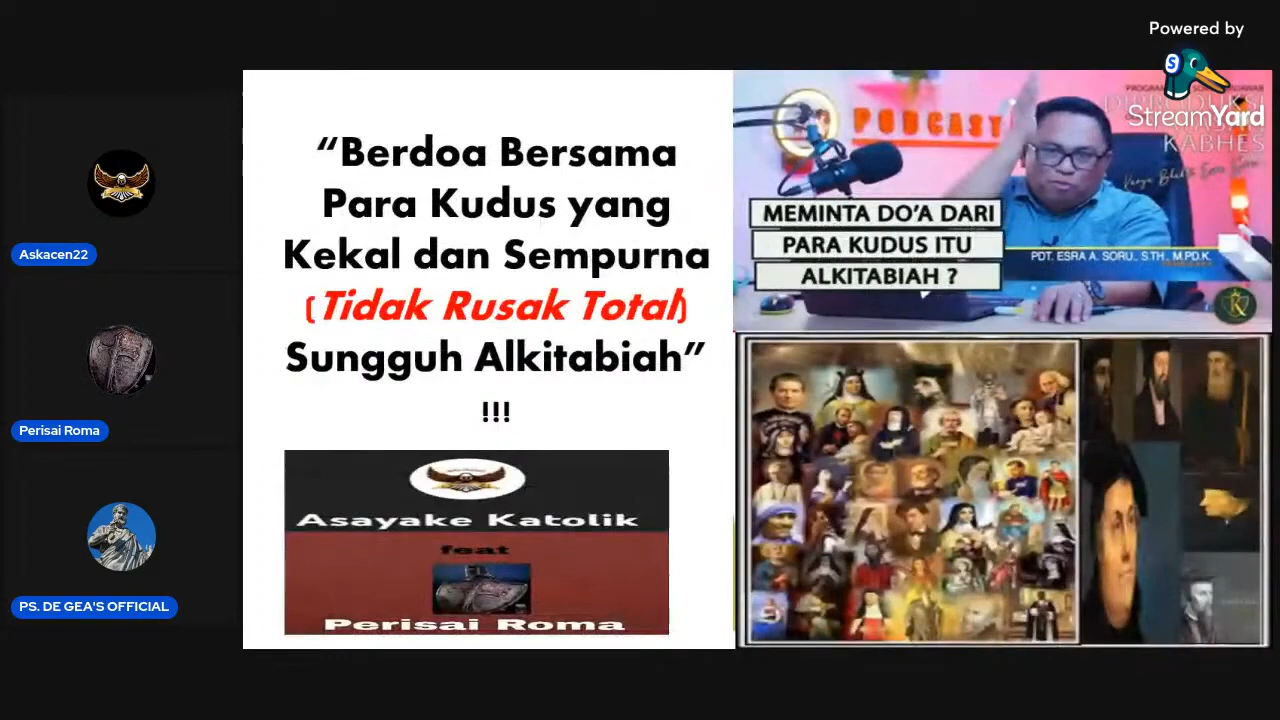 Powered by
StreamYard
Askacen22
Perisai Roma
PS. DE GEA'S OFFICIAL
“Berdoa Bersama
Para Kudus yang
Kekal dan Sempurna
(Tidak Rusak Total)
Sungguh Alkitabiah”
!!!
Asayake Katolik
feat
Perisai Roma
PODCAST
KABHES
MEMINTA DO'A DARI
PARA KUDUS ITU
ALKITABIAH ?
PDT. ESRA A. SORU., S.TH., M.PD.K.